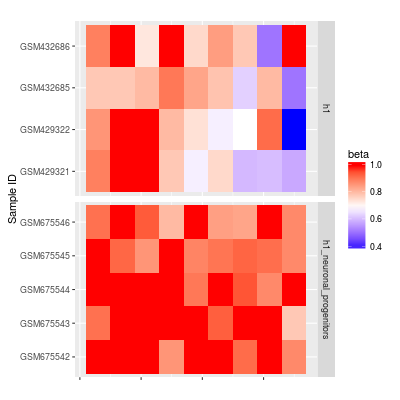 GSM432686
GSM432685
GSM429322
GSM429321
h1
GSM675546
GSM675545
GSM675544
GSM675543
GSM675542
h1_neuronal_progenitors
Sample ID
beta
1.0
0.8
0.6
0.4